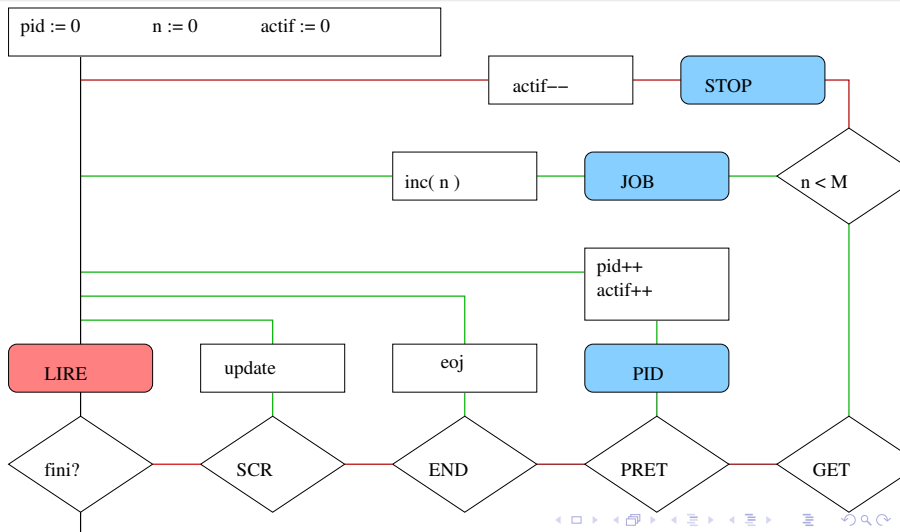 pid := 0 n := 0 actif := 0
actif−− STOP
inc( n ) JOB n < M
pid++
actif++
LIRE update eoj PID
fini? SCR END PRET GET